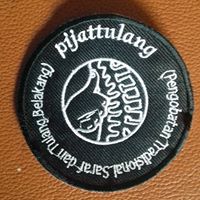 pijattulang
(pengobatan Tradisional,Saraf dan Tulang,Belakang)